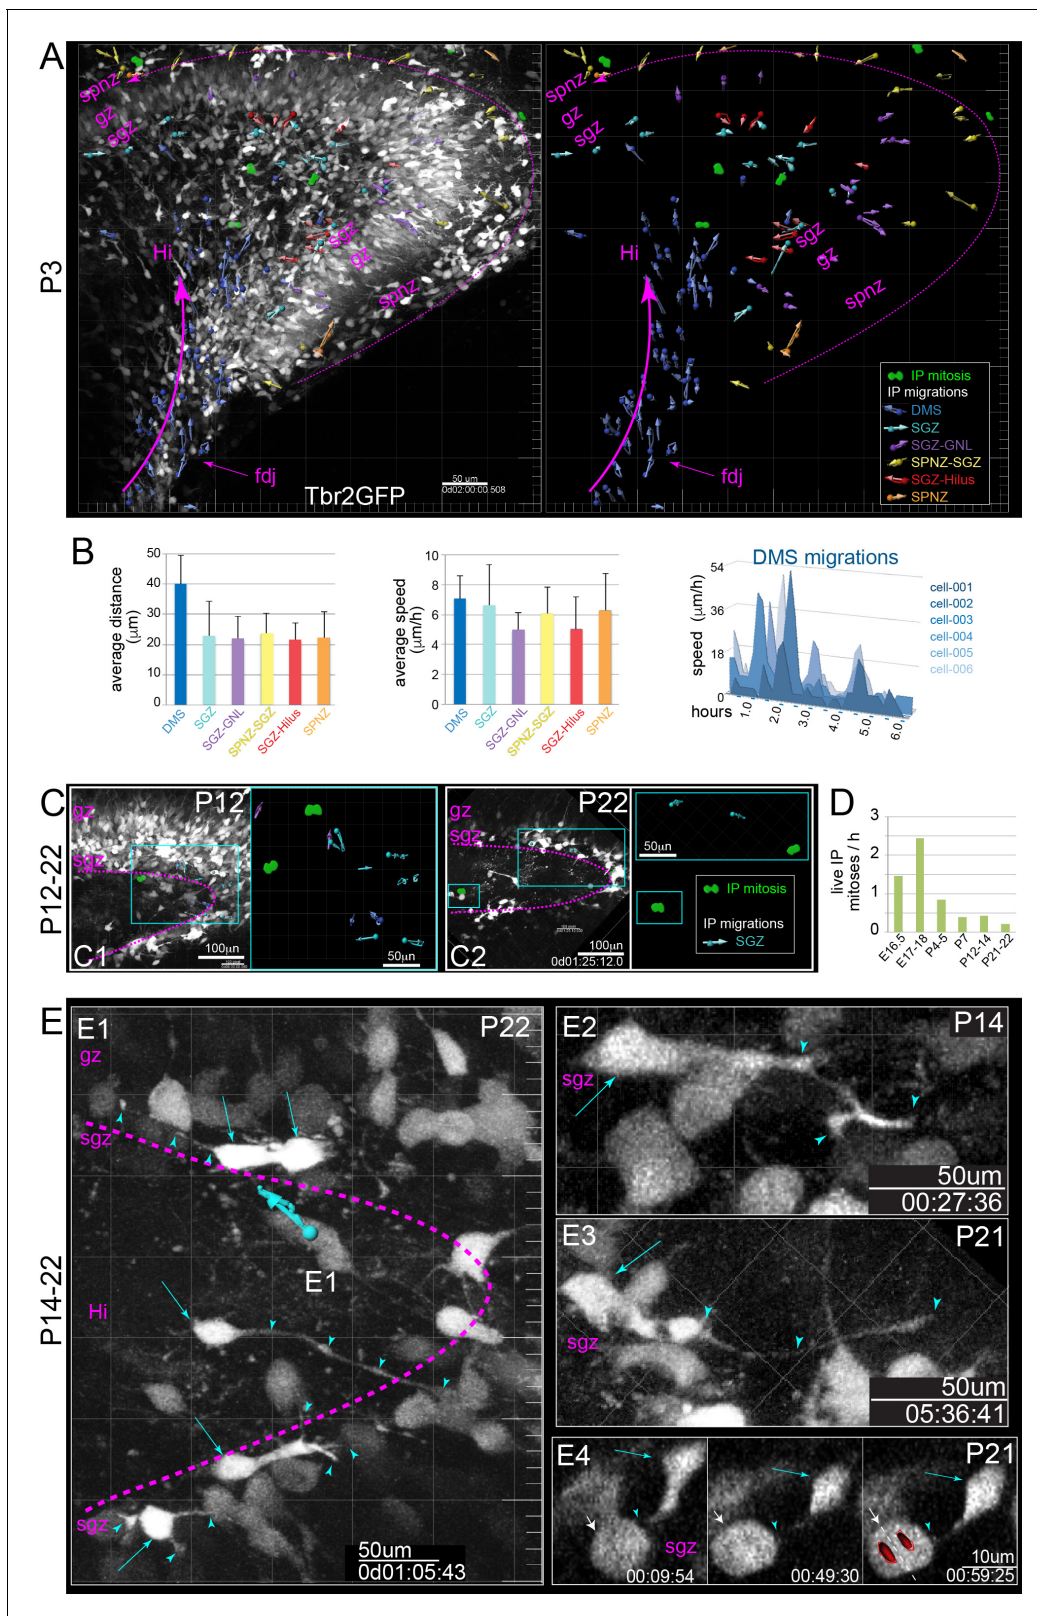 A
P3
spnz
gz
sgz
Hi
sgz
gz
spnz
fdj
Tbr2GFP
50 um
0d02:00:00.508
spnz
gz
sgz
Hi
sgz
gz
spnz
fdj
IP mitosis
IP migrations
DMS
SGZ
SGZ-GNL
SPNZ-SGZ
SGZ-Hilus
SPNZ
B
average distance
(µm)
50
40
30
20
10
0
DMS
SGZ
SGZ-GNL
SPNZ-SGZ
SGZ-Hilus
SPNZ
average speed
(µm/h)
10
8
6
4
2
0
DMS
SGZ
SGZ-GNL
SPNZ-SGZ
SGZ-Hilus
SPNZ
DMS migrations
speed (µm/h)
54
36
18
0
hours
1.0
2.0
3.0
4.0
5.0
6.0
cell-001
cell-002
cell-003
cell-004
cell-005
cell-006
P12-22
C
P12
gz
sgz
C1
100µn
50µn
P22
gz
sgz
C2
100µn
0d01:25:12.0
50µn
IP mitosis
IP migrations
SGZ
D
live IP
mitoses / h
3
2
1
0
E16.5
E17-18
P4-5
P7
P12-14
P21-22
P14-22
E
E1
P22
gz
sgz
E1
Hi
sgz
50um
0d01:05:43
E2
P14
sgz
50um
00:27:36
E3
P21
sgz
50um
05:36:41
E4
P21
sgz
00:09:54
00:49:30
10um
00:59:25